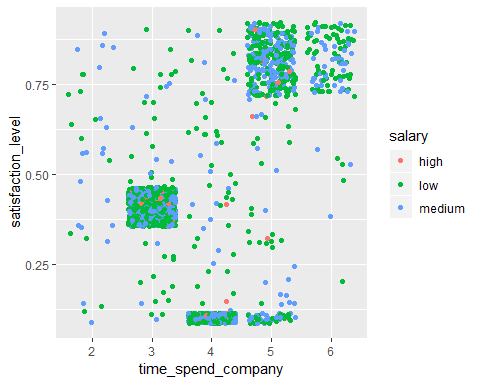 satisfaction_level
0.75
0.50
0.25
2 3 4 5 6
time_spend_company
salary
high
low
medium